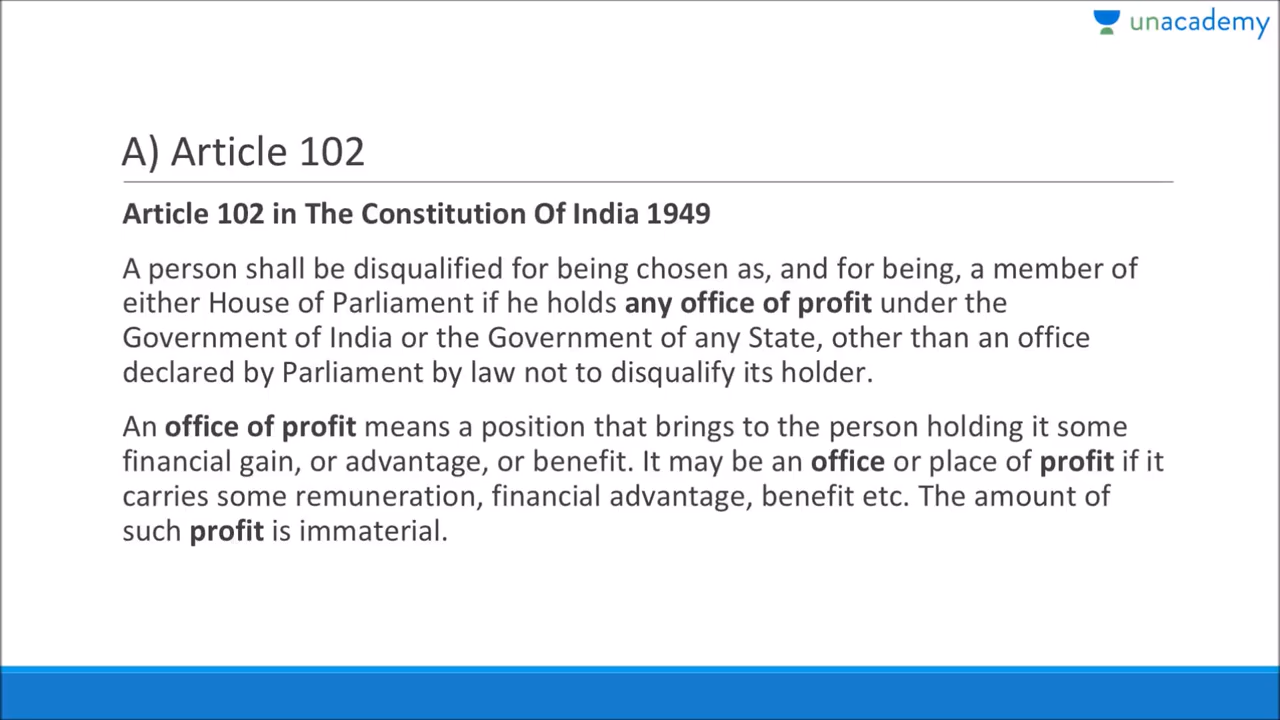 unacademy
A) Article 102
Article 102 in The Constitution Of India 1949
A person shall be disqualified for being chosen as, and for being, a member of
either House of Parliament if he holds any office of profit under the
Government of India or the Government of any State, other than an office
declared by Parliament by law not to disqualify its holder.
An office of profit means a position that brings to the person holding it some
financial gain, or advantage, or benefit. It may be an office or place of profit if it
carries some remuneration, financial advantage, benefit etc. The amount of
such profit is immaterial.